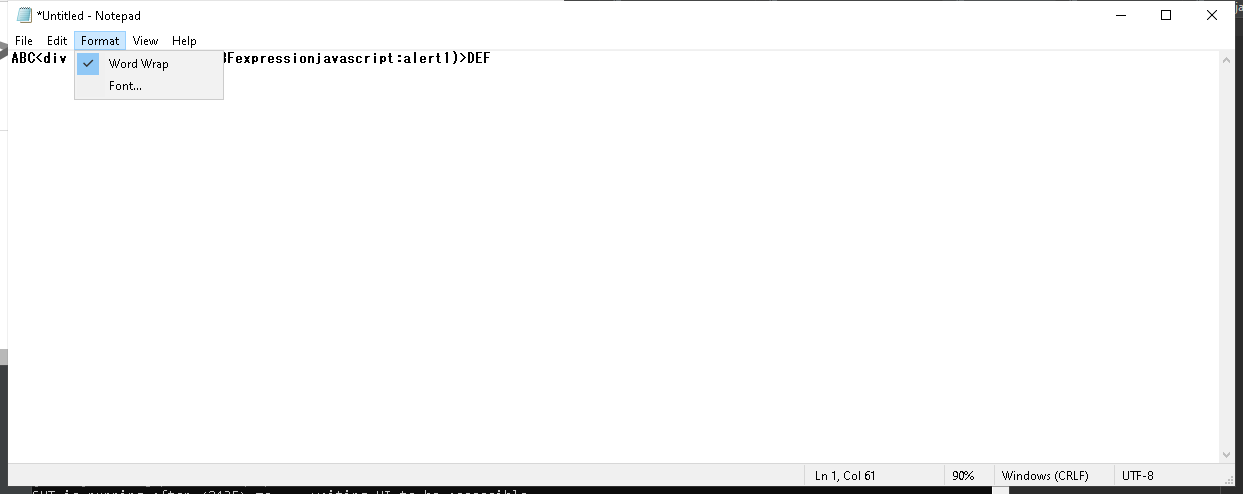 *Untitled - Notepad
File Edit Format View Help
ABC<div Fexpressionjavascript:alert1)>DEF
Word Wrap
Font...
Ln 1, Col 61 90% Windows (CRLF) UTF-8